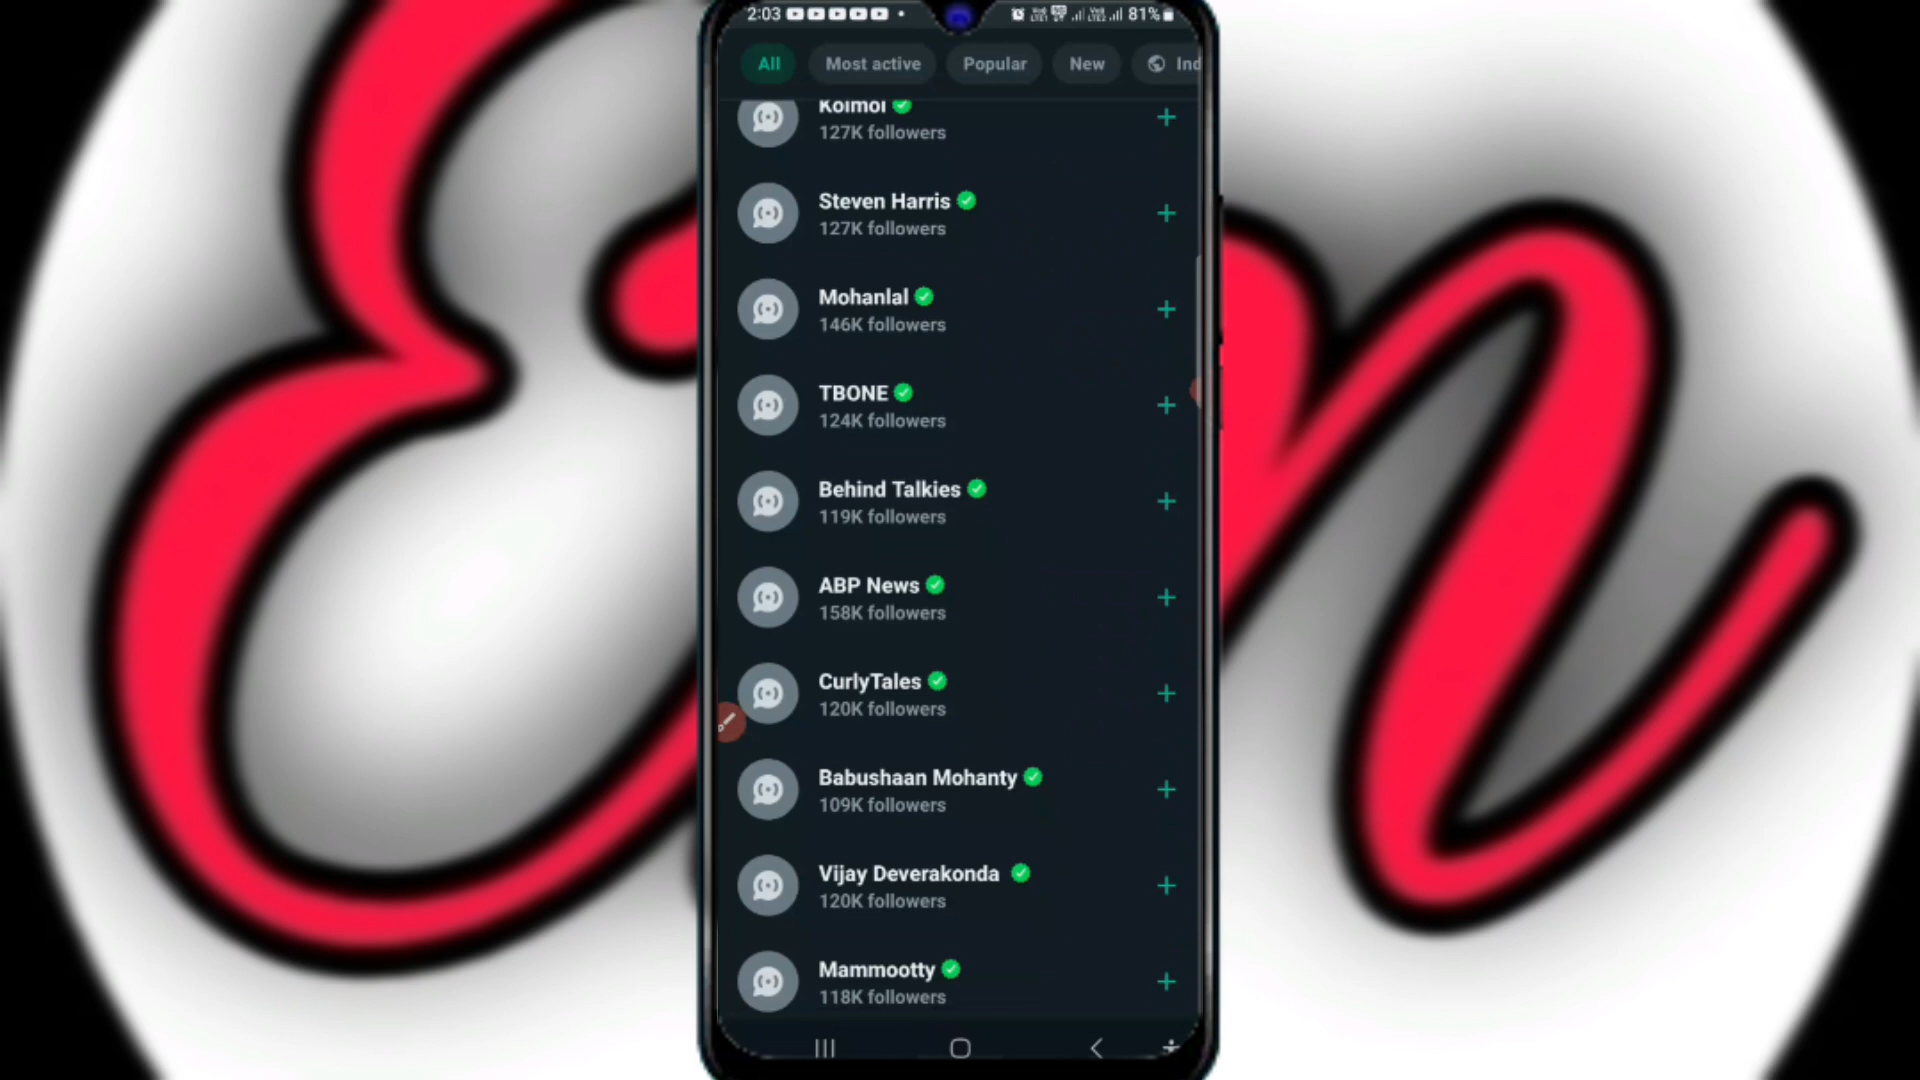 2:03 81%
All Most active Popular New Ind
Koimoi
127K followers
Steven Harris
127K followers
Mohanlal
146K followers
TBONE
124K followers
Behind Talkies
119K followers
ABP News
158K followers
CurlyTales
120K followers
Babushaan Mohanty
109K followers
Vijay Deverakonda
120K followers
Mammootty
118K followers